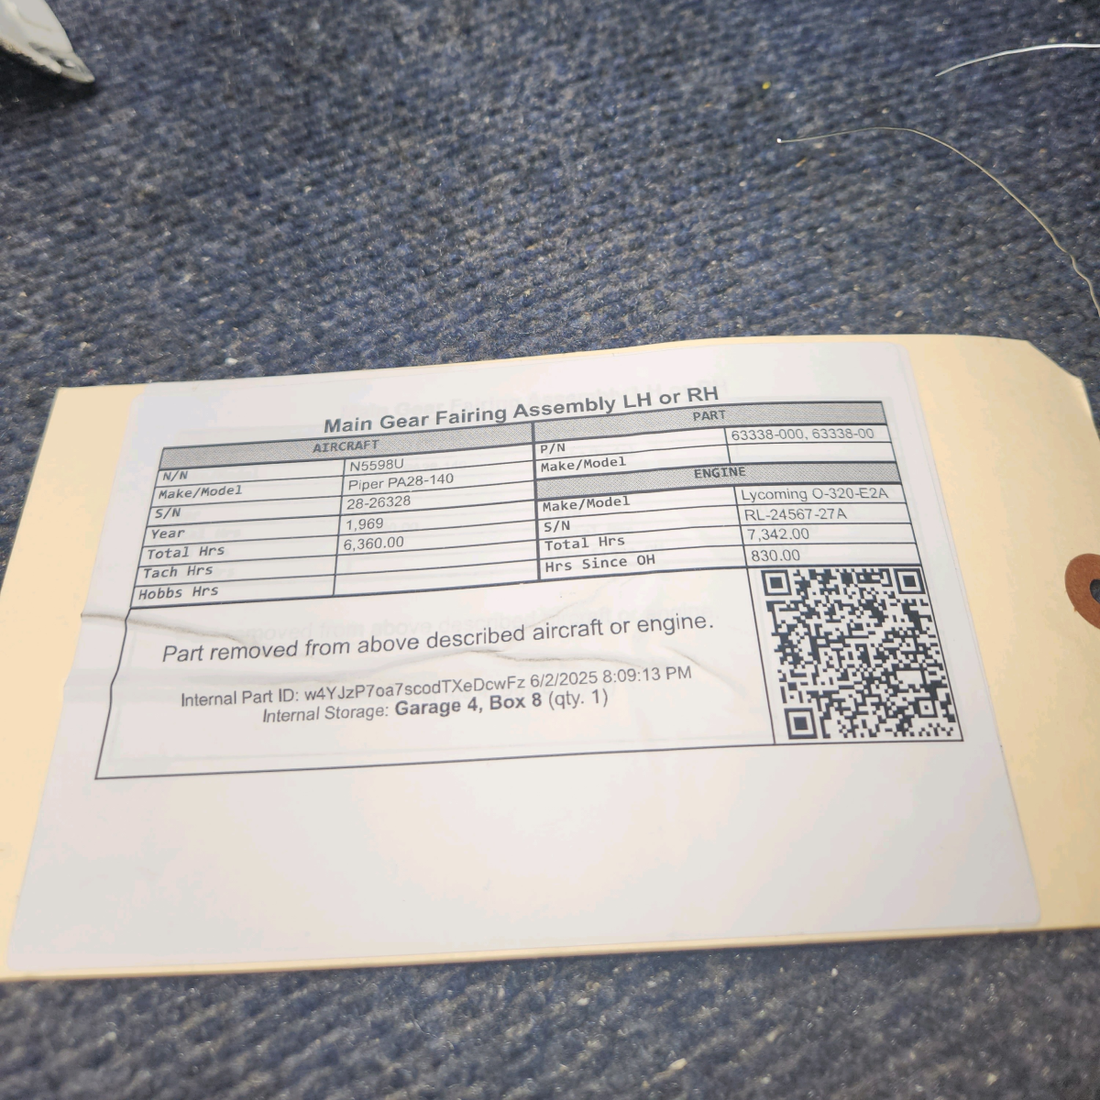 Main Gear Fairing Assembly LH or RH
AIRCRAFT
N/N N5598U
Make/Model Piper PA28-140
S/N 28-26328
Year 1,969
Total Hrs 6,360.00
Tach Hrs
Hobbs Hrs
PART
P/N 63338-000, 63338-00
Make/Model
ENGINE
Make/Model Lycoming O-320-E2A
S/N RL-24567-27A
Total Hrs 7,342.00
Hrs Since OH 830.00
Part removed from above described aircraft or engine.
Internal Part ID: w4YJzP7oa7scodTXeDcwFz 6/2/2025 8:09:13 PM
Internal Storage: Garage 4, Box 8 (qty. 1)